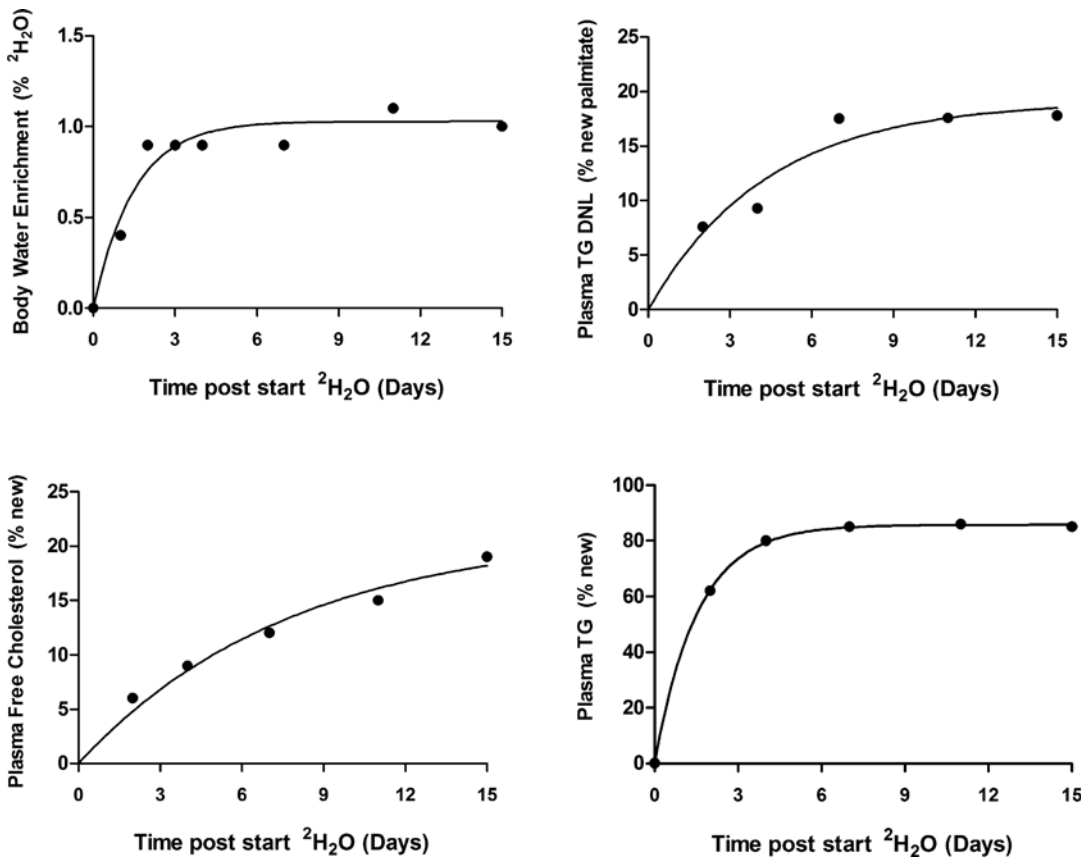 Body Water Enrichment (% ²H₂O)
1.5
1.0
0.5
0.0
0 3 6 9 12 15
Time post start ²H₂O (Days)
Plasma TG DNL (% new palmitate)
25
20
15
10
5
0
0 3 6 9 12 15
Time post start ²H₂O (Days)
Plasma Free Cholesterol (% new)
25
20
15
10
5
0
0 3 6 9 12 15
Time post start ²H₂O (Days)
Plasma TG (% new)
100
80
60
40
20
0
0 3 6 9 12 15
Time post start ²H₂O (Days)